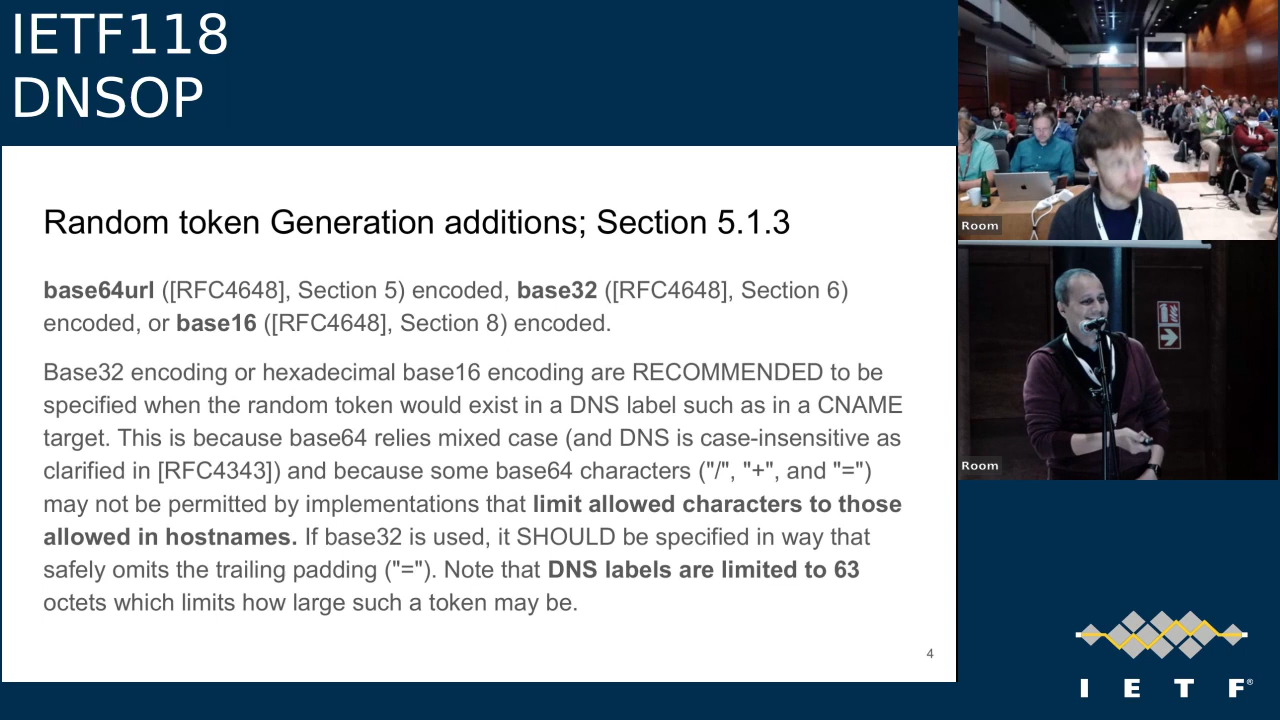 IETF118
DNSOP
Random token Generation additions; Section 5.1.3
base64url ([RFC4648], Section 5) encoded, base32 ([RFC4648], Section 6)
encoded, or base16 ([RFC4648], Section 8) encoded.
Base32 encoding or hexadecimal base16 encoding are RECOMMENDED to be
specified when the random token would exist in a DNS label such as in a CNAME
target. This is because base64 relies mixed case (and DNS is case-insensitive as
clarified in [RFC4343]) and because some base64 characters ("/", "+", and "=")
may not be permitted by implementations that limit allowed characters to those
allowed in hostnames. If base32 is used, it SHOULD be specified in way that
safely omits the trailing padding ("="). Note that DNS labels are limited to 63
octets which limits how large such a token may be.
4
Room
Room
I E T F®